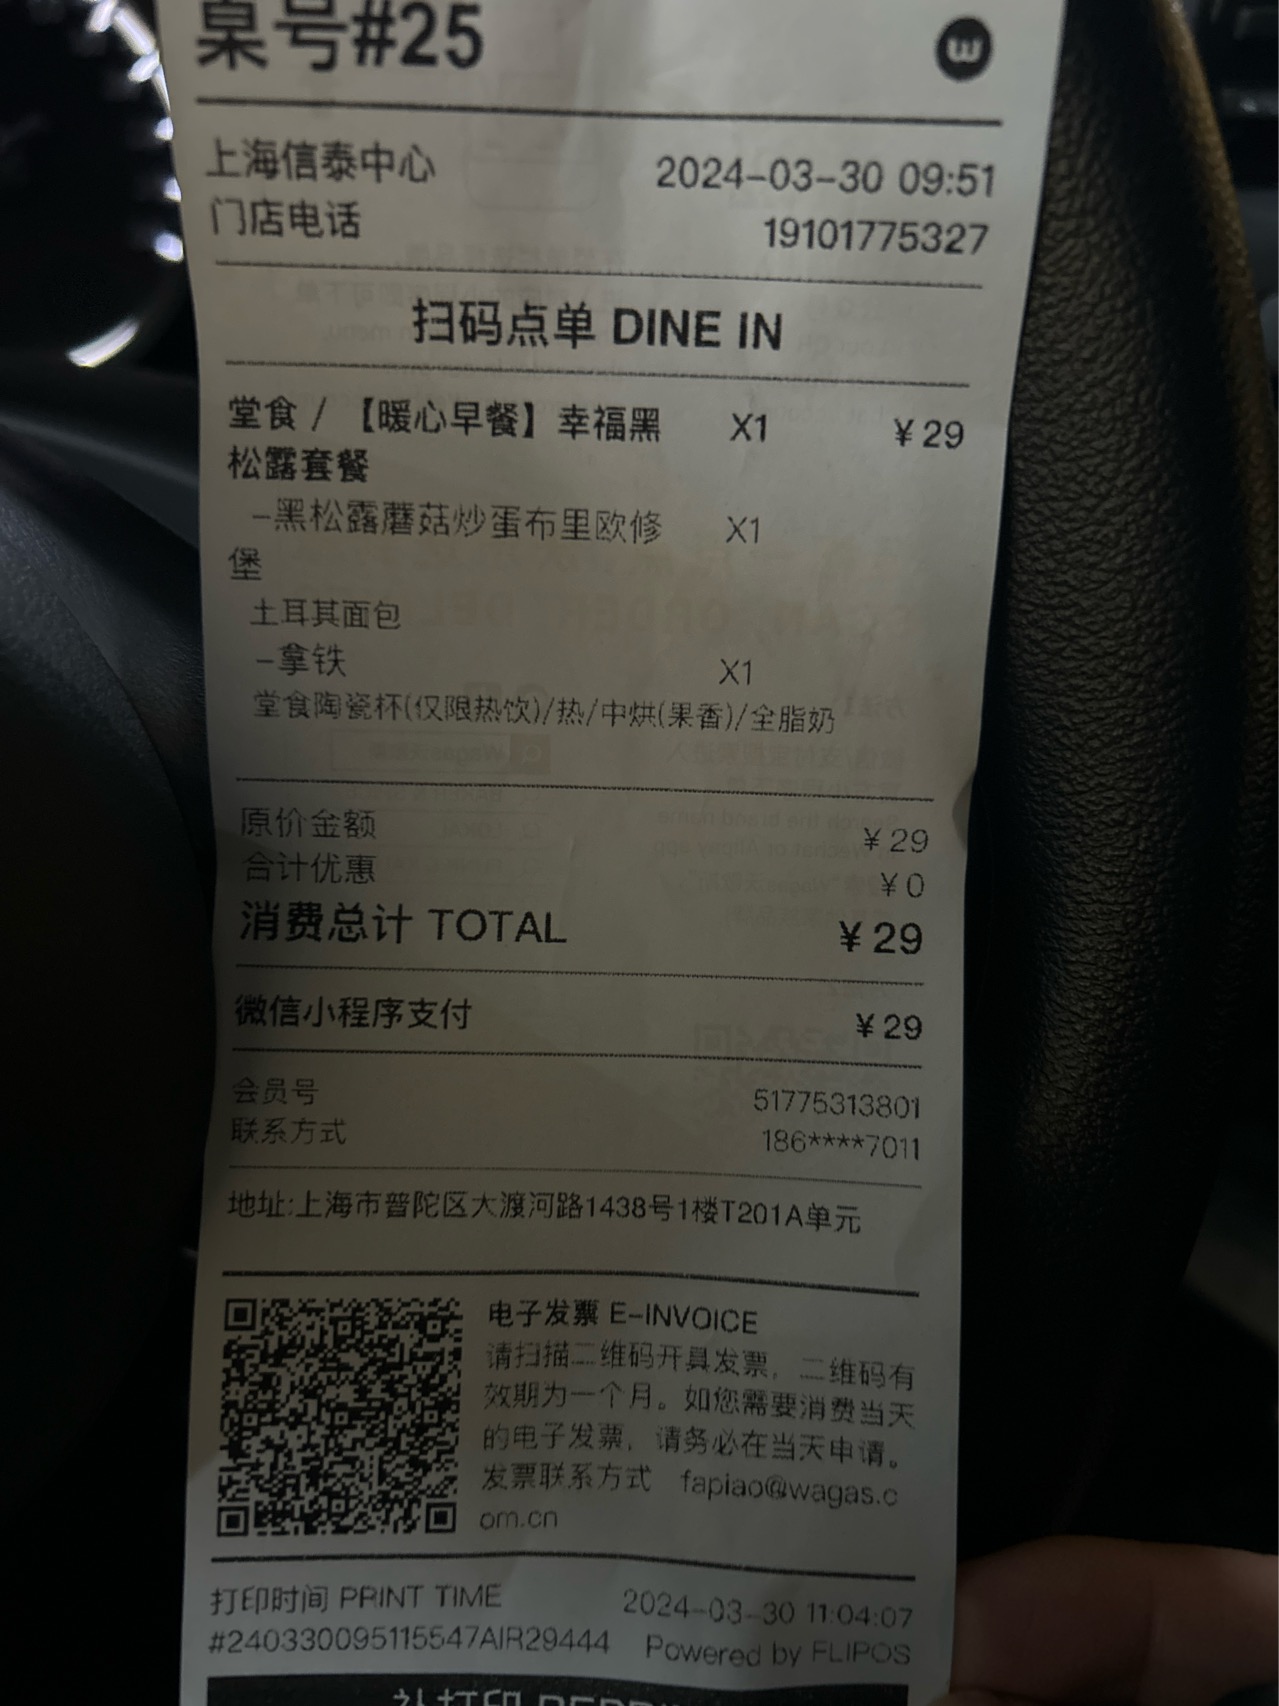 桌号#25
W
上海信泰中心 2024-03-30 09:51
门店电话 19101775327
扫码点单 DINE IN
堂食 / 【暖心早餐】幸福黑 X1 ¥29
松露套餐
-黑松露蘑菇炒蛋布里欧修 X1
堡
土耳其面包
-拿铁 X1
堂食陶瓷杯(仅限热饮)/热/中烘(果香)/全脂奶
原价金额 ¥29
合计优惠 ¥0
消费总计 TOTAL ¥29
微信小程序支付 ¥29
会员号 51775313801
联系方式 186****7011
地址:上海市普陀区大渡河路1438号1楼T201A单元
电子发票 E-INVOICE
请扫描二维码开具发票，二维码有
效期为一个月。如您需要消费当天
的电子发票，请务必在当天申请。
发票联系方式 fapiao@wagas.c
om.cn
打印时间 PRINT TIME 2024-03-30 11:04:07
#240330095115547AIR29444 Powered by FLIPOS
补打印